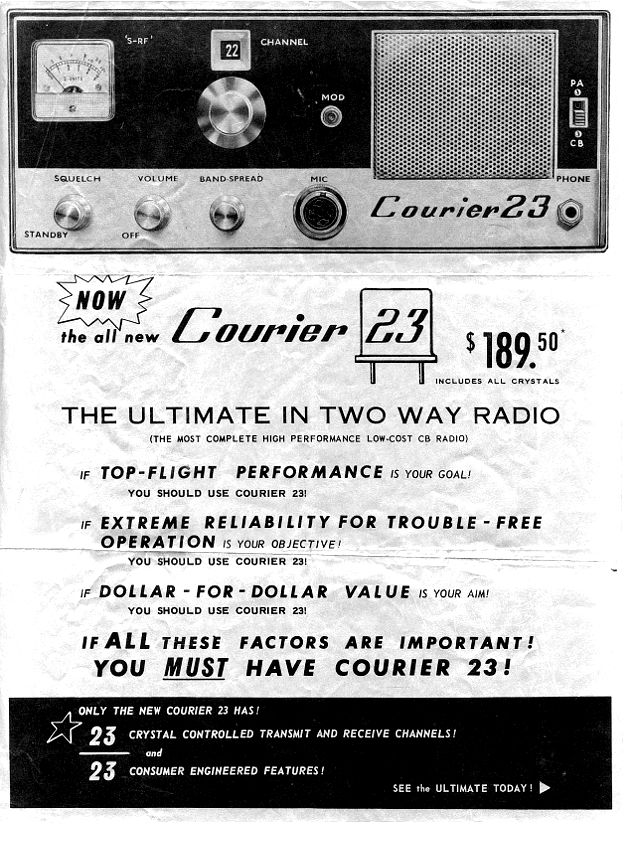 'S-RF'
22
CHANNEL
MOD
PA
CB
SQUELCH
VOLUME
BAND-SPREAD
MIC
PHONE
STANDBY
OFF
Courier 23
NOW
the all new Courier 23
$189.50*
INCLUDES ALL CRYSTALS
THE ULTIMATE IN TWO WAY RADIO
(THE MOST COMPLETE HIGH PERFORMANCE LOW-COST CB RADIO)
IF TOP-FLIGHT PERFORMANCE IS YOUR GOAL!
YOU SHOULD USE COURIER 23!
IF EXTREME RELIABILITY FOR TROUBLE - FREE
OPERATION IS YOUR OBJECTIVE!
YOU SHOULD USE COURIER 23!
IF DOLLAR - FOR - DOLLAR VALUE IS YOUR AIM!
YOU SHOULD USE COURIER 23!
IF ALL THESE FACTORS ARE IMPORTANT!
YOU MUST HAVE COURIER 23!
ONLY THE NEW COURIER 23 HAS!
23 CRYSTAL CONTROLLED TRANSMIT AND RECEIVE CHANNELS!
and
23 CONSUMER ENGINEERED FEATURES!
SEE the ULTIMATE TODAY!